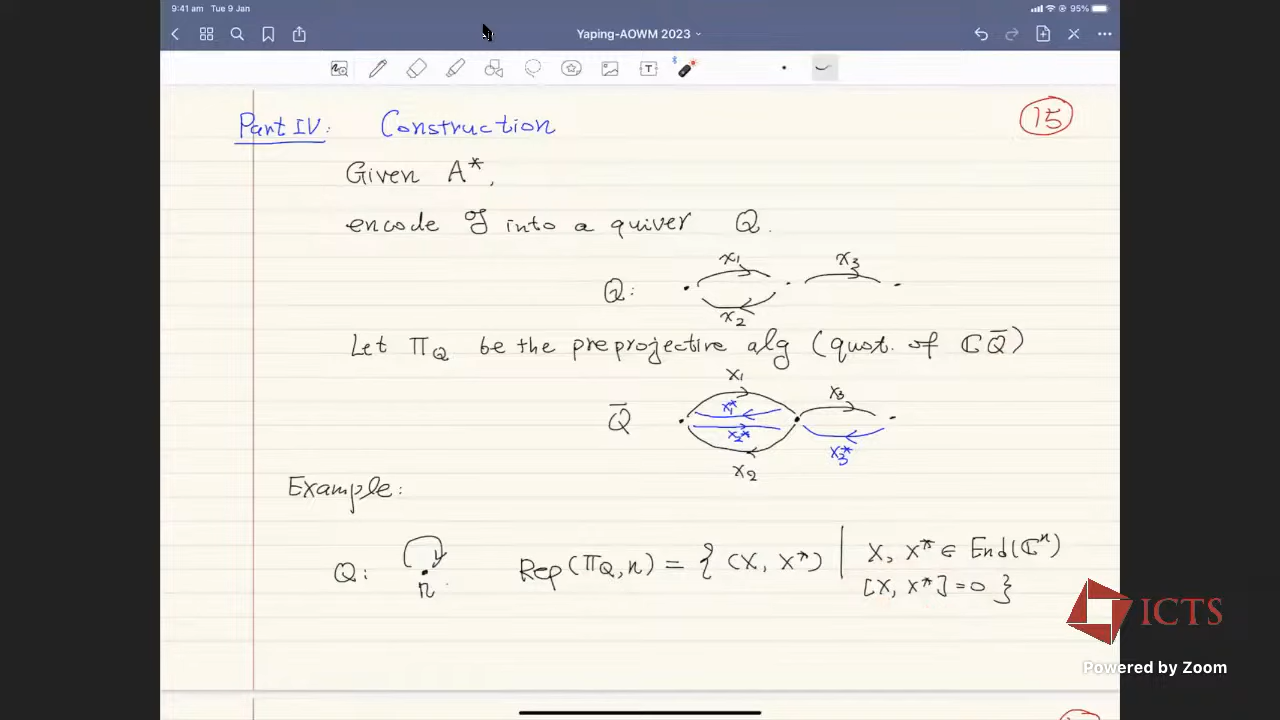 9:41 am Tue 9 Jan
95%
Yaping-AOWM 2023
Part IV: Construction
15
Given A*,
encode 𝔤 into a quiver Q.
x₁ x₃
Q:
x₂
Let Π_Q be the preprojective alg (quot. of ℂQ̄)
x₁ x₃
x₁*
Q̄
x₂*
x₃*
x₂
Example:
Q: n Rep(Π_Q, n) = { (X, X*) | X, X* ∈ End(ℂⁿ)
[X, X*] = 0 }
ICTS
Powered by Zoom